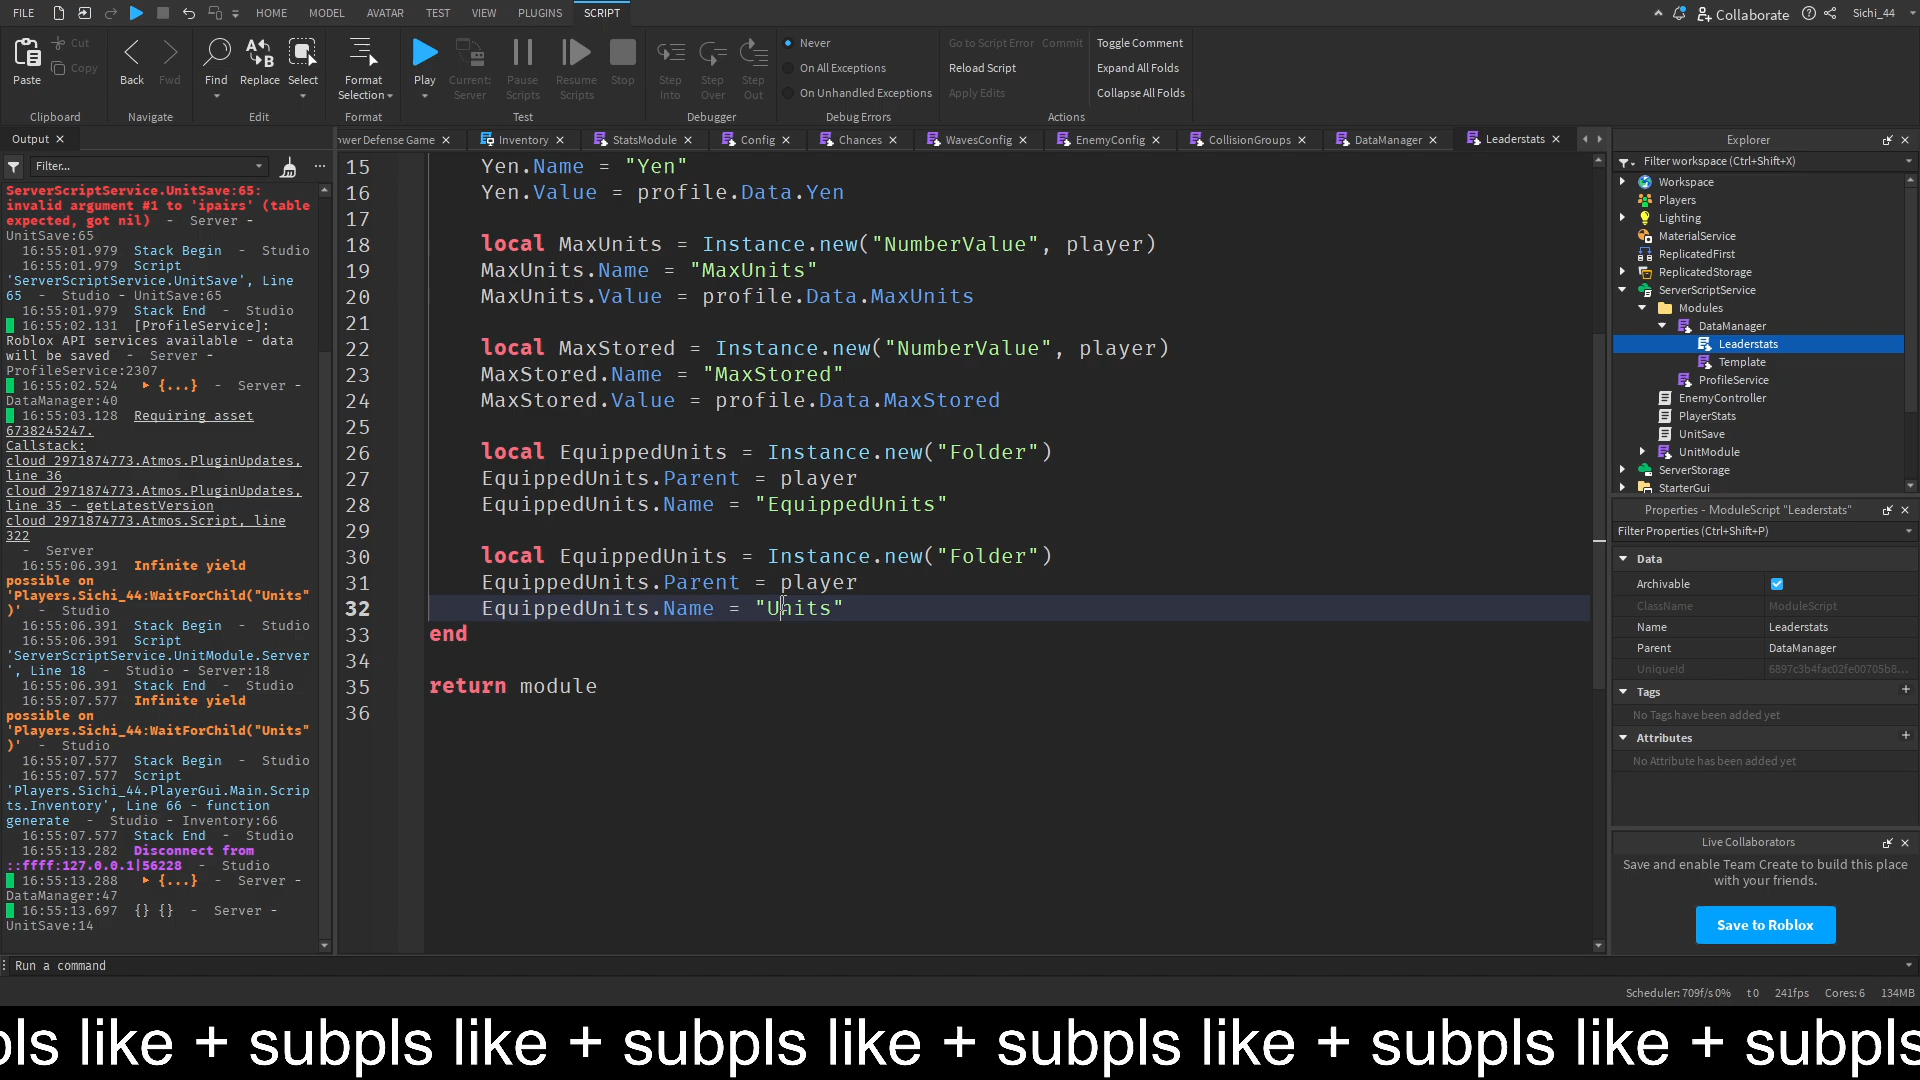 FILE HOME MODEL AVATAR TEST VIEW PLUGINS SCRIPT Collaborate Sichi_44
Paste Cut Copy Back Fwd Find Replace Select Format Selection Play Current: Server Pause Scripts Resume Scripts Stop Step Into Step Over Step Out
Never
On All Exceptions
On Unhandled Exceptions
Go to Script Error Commit
Reload Script
Apply Edits
Toggle Comment
Expand All Folds
Collapse All Folds
Clipboard Navigate Edit Format Test Debugger Debug Errors Actions
Output
Filter...
ServerScriptService.UnitSave:65:
invalid argument #1 to 'ipairs' (table
expected, got nil) - Server -
UnitSave:65
16:55:01.979 Stack Begin - Studio
16:55:01.979 Script
'ServerScriptService.UnitSave', Line
65 - Studio - UnitSave:65
16:55:01.979 Stack End - Studio
16:55:02.131 [ProfileService]:
Roblox API services available - data
will be saved - Server -
ProfileService:2307
16:55:02.524 {...} - Server -
DataManager:40
16:55:03.128 Requiring asset
6738245247.
Callstack:
cloud_2971874773.Atmos.PluginUpdates,
line 36
cloud_2971874773.Atmos.PluginUpdates,
line 35 - getLatestVersion
cloud_2971874773.Atmos.Script, line
322
- Server
16:55:06.391 Infinite yield
possible on
'Players.Sichi_44:WaitForChild("Units"
)' - Studio
16:55:06.391 Stack Begin - Studio
16:55:06.391 Script
'ServerScriptService.UnitModule.Server
', Line 18 - Studio - Server:18
16:55:06.391 Stack End - Studio
16:55:07.577 Infinite yield
possible on
'Players.Sichi_44:WaitForChild("Units"
)' - Studio
16:55:07.577 Stack Begin - Studio
16:55:07.577 Script
'Players.Sichi_44.PlayerGui.Main.Scrip
ts.Inventory', Line 66 - function
generate - Studio - Inventory:66
16:55:07.577 Stack End - Studio
16:55:13.282 Disconnect from
::ffff:127.0.0.1|56228 - Studio
16:55:13.288 {...} - Server -
DataManager:47
16:55:13.697 {} {} - Server -
UnitSave:14
ower Defense Game Inventory StatsModule Config Chances WavesConfig EnemyConfig CollisionGroups DataManager Leaderstats
15 Yen.Name = "Yen"
16 Yen.Value = profile.Data.Yen
17
18 local MaxUnits = Instance.new("NumberValue", player)
19 MaxUnits.Name = "MaxUnits"
20 MaxUnits.Value = profile.Data.MaxUnits
21
22 local MaxStored = Instance.new("NumberValue", player)
23 MaxStored.Name = "MaxStored"
24 MaxStored.Value = profile.Data.MaxStored
25
26 local EquippedUnits = Instance.new("Folder")
27 EquippedUnits.Parent = player
28 EquippedUnits.Name = "EquippedUnits"
29
30 local EquippedUnits = Instance.new("Folder")
31 EquippedUnits.Parent = player
32 EquippedUnits.Name = "Units"
33 end
34
35 return module
36
Explorer
Filter workspace (Ctrl+Shift+X)
Workspace
Players
Lighting
MaterialService
ReplicatedFirst
ReplicatedStorage
ServerScriptService
Modules
DataManager
Leaderstats
Template
ProfileService
EnemyController
PlayerStats
UnitSave
UnitModule
ServerStorage
StarterGui
Properties - ModuleScript "Leaderstats"
Filter Properties (Ctrl+Shift+P)
Data
Archivable
ClassName ModuleScript
Name Leaderstats
Parent DataManager
UniqueId 6897c3b4fac02fe00705b8...
Tags
No Tags have been added yet
Attributes
No Attribute has been added yet
Live Collaborators
Save and enable Team Create to build this place
with your friends.
Save to Roblox
Run a command
Scheduler: 709f/s 0% t 0 241fps Cores: 6 134MB
pls like + subpls like + subpls like + subpls like + subpls like + subpls